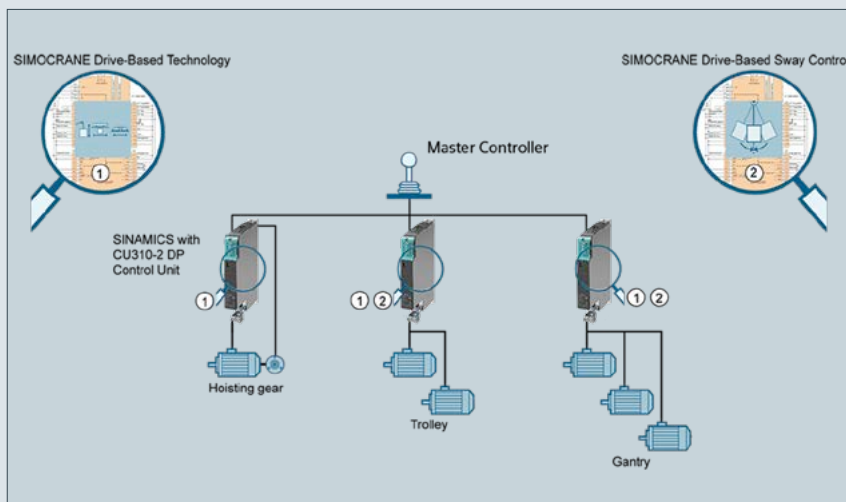 SIMOCRANE Drive-Based Technology
SIMOCRANE Drive-Based Sway Contro
1
2
Master Controller
SINAMICS with
CU310-2 DP
Control Unit
1
1 2
1 2
Hoisting gear
Trolley
Gantry